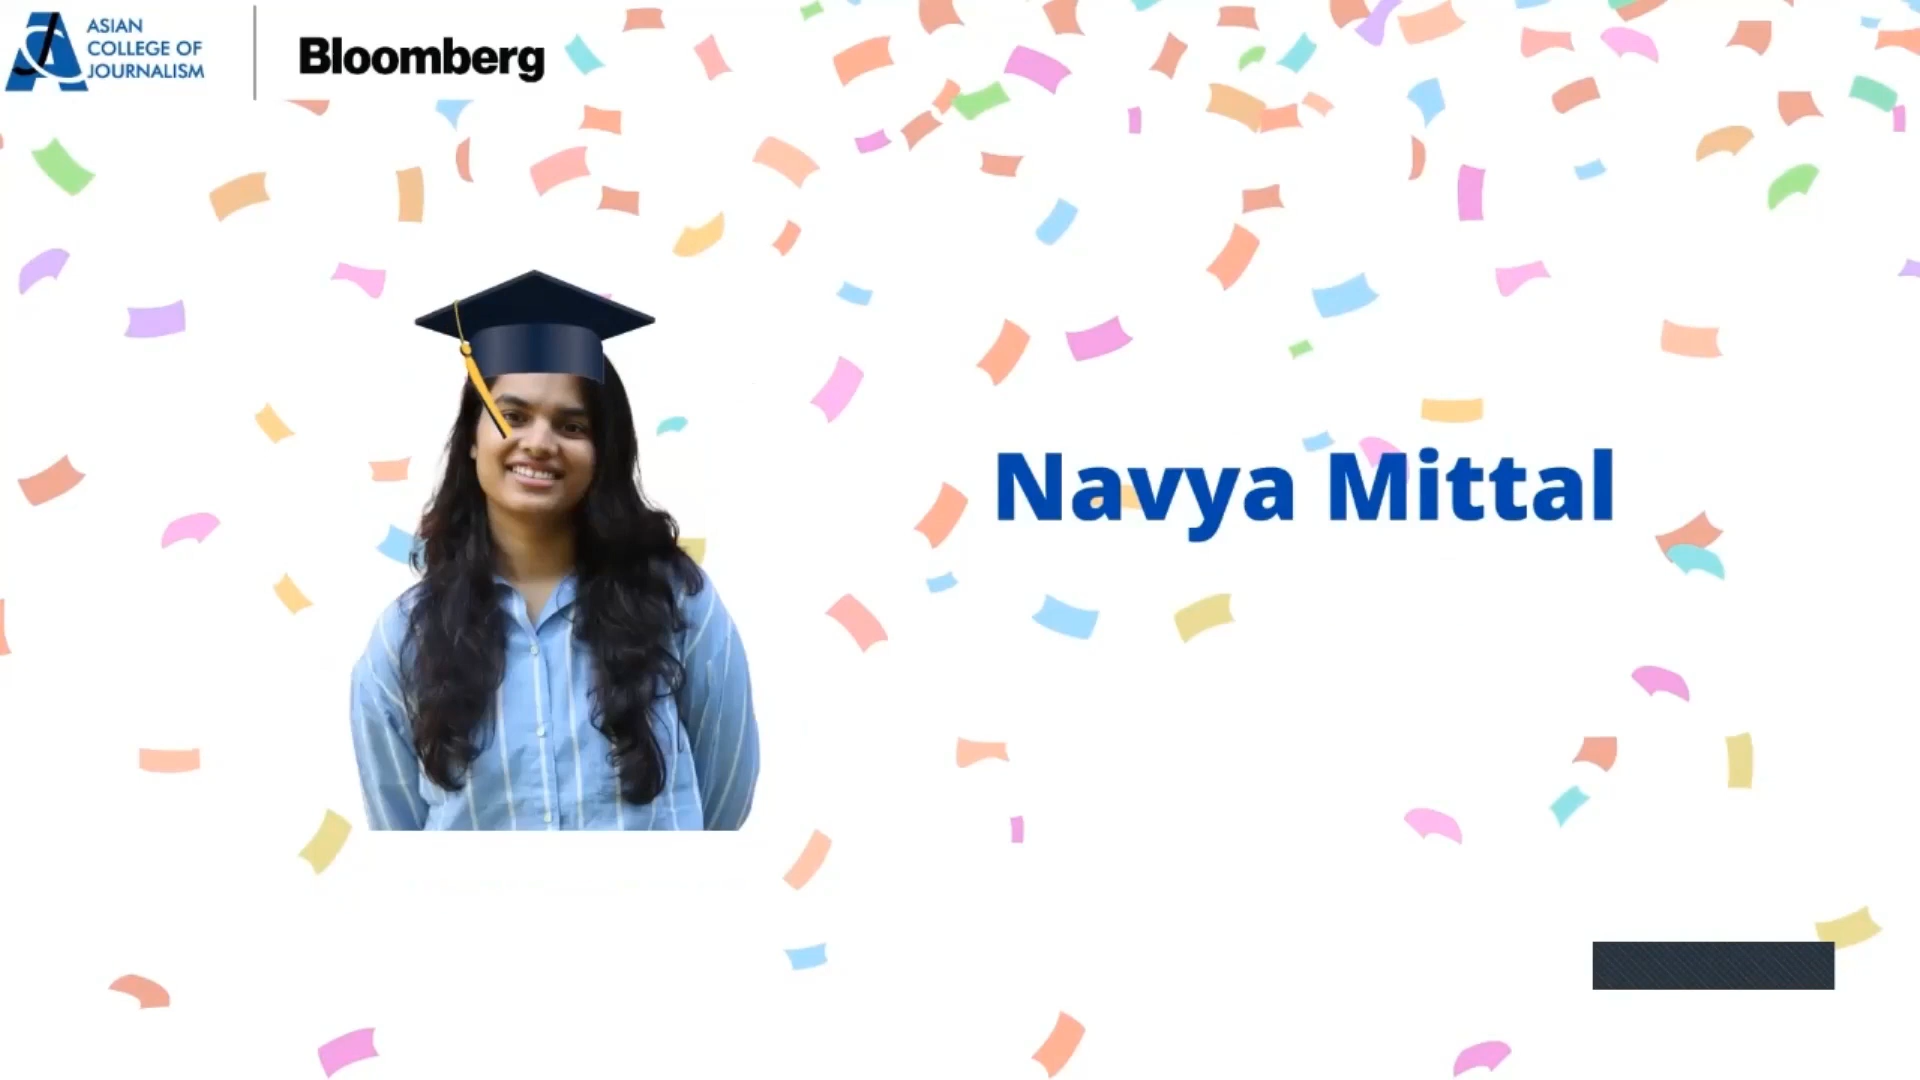 ASIAN
COLLEGE OF
JOURNALISM
Bloomberg
Navya Mittal